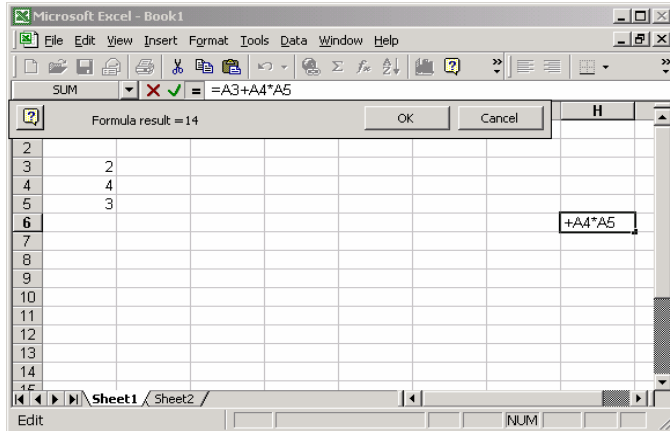 Microsoft Excel - Book1
File Edit View Insert Format Tools Data Window Help
SUM =A3+A4*A5
Formula result =14 OK Cancel H
2
3 2
4 4
5 3
6 +A4*A5
7
8
9
10
11
12
13
14
15
Sheet1 Sheet2
Edit NUM